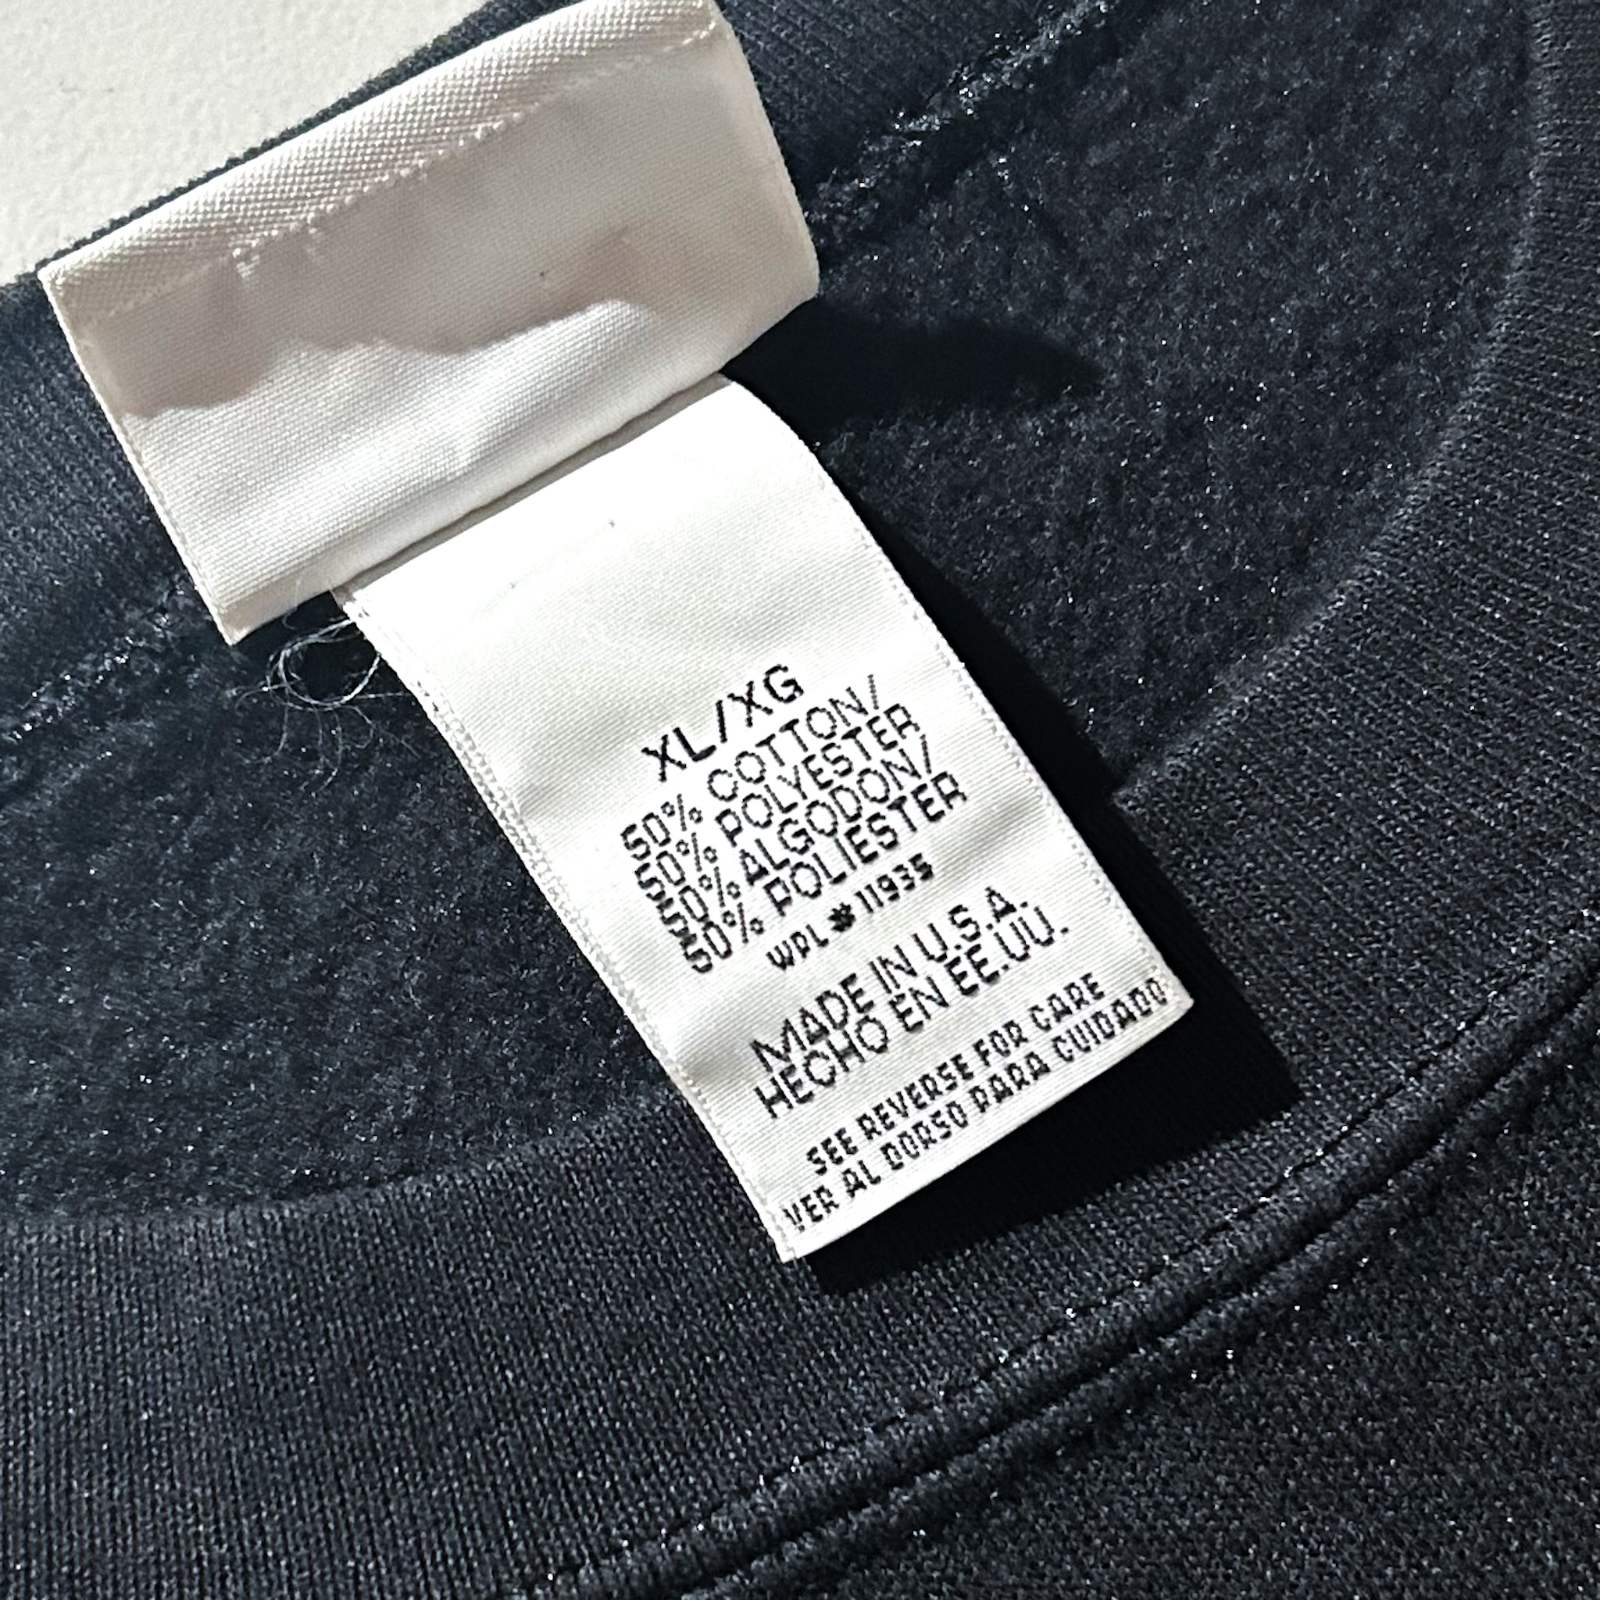 XL/XG
50% COTTON/
50% POLYESTER
50% ALGODON/
50% POLIESTER
WPL # 11935
MADE IN U.S.A.
HECHO EN EE.UU.
SEE REVERSE FOR CARE
VER AL DORSO PARA CUIDADO